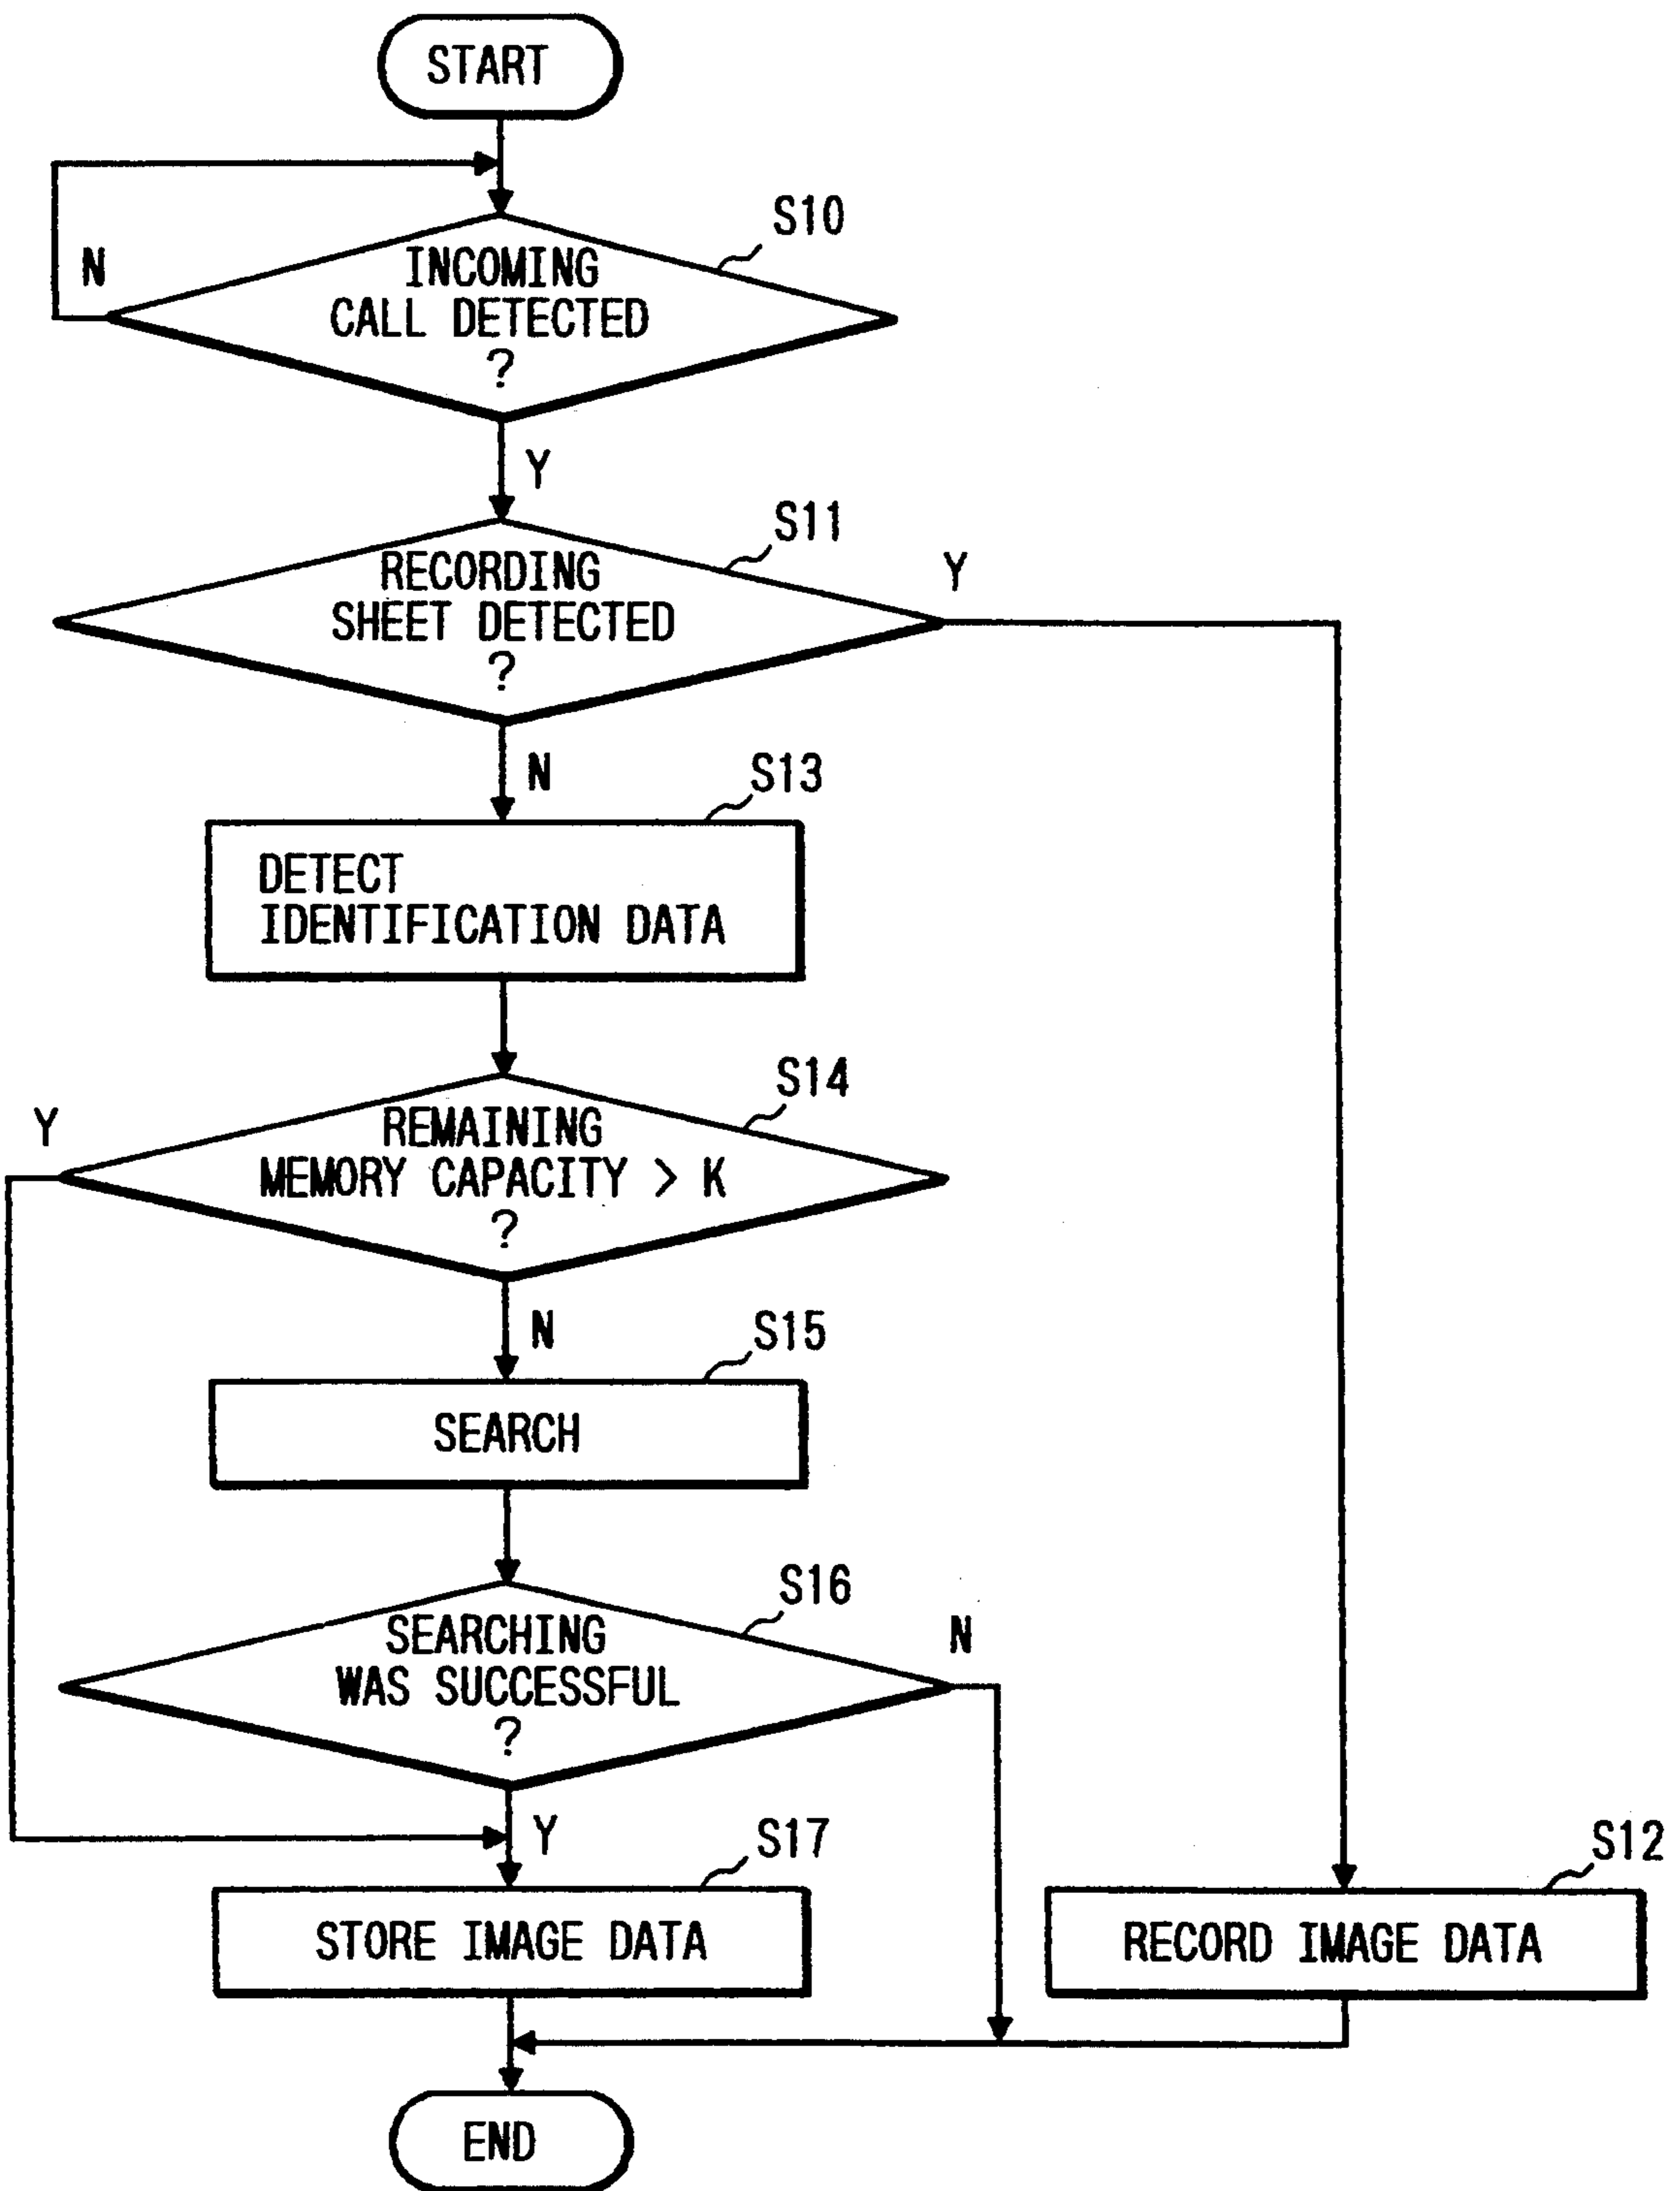 START
S10
N
INCOMING
CALL DETECTED
?
Y
S11
RECORDING
SHEET DETECTED
?
Y
N
S13
DETECT
IDENTIFICATION DATA
S14
Y
REMAINING
MEMORY CAPACITY > K
?
N
S15
SEARCH
S16
SEARCHING
WAS SUCCESSFUL
?
N
Y
S17
STORE IMAGE DATA
S12
RECORD IMAGE DATA
END